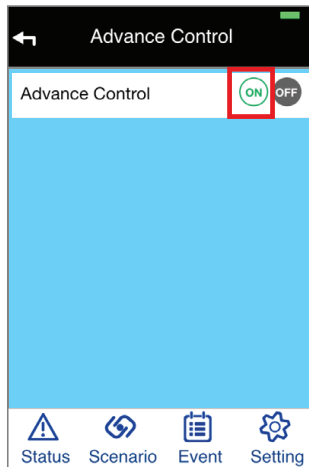 Advance Control
Advance Control ON OFF
Status Scenario Event Setting